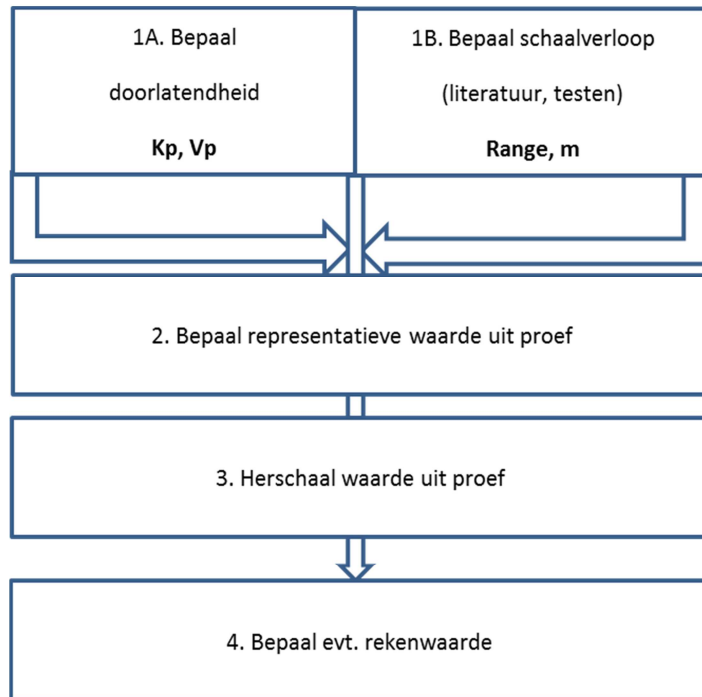 1A. Bepaal
doorlatendheid
Kp, Vp
1B. Bepaal schaalverloop
(literatuur, testen)
Range, m
2. Bepaal representatieve waarde uit proef
3. Herschaal waarde uit proef
4. Bepaal evt. rekenwaarde